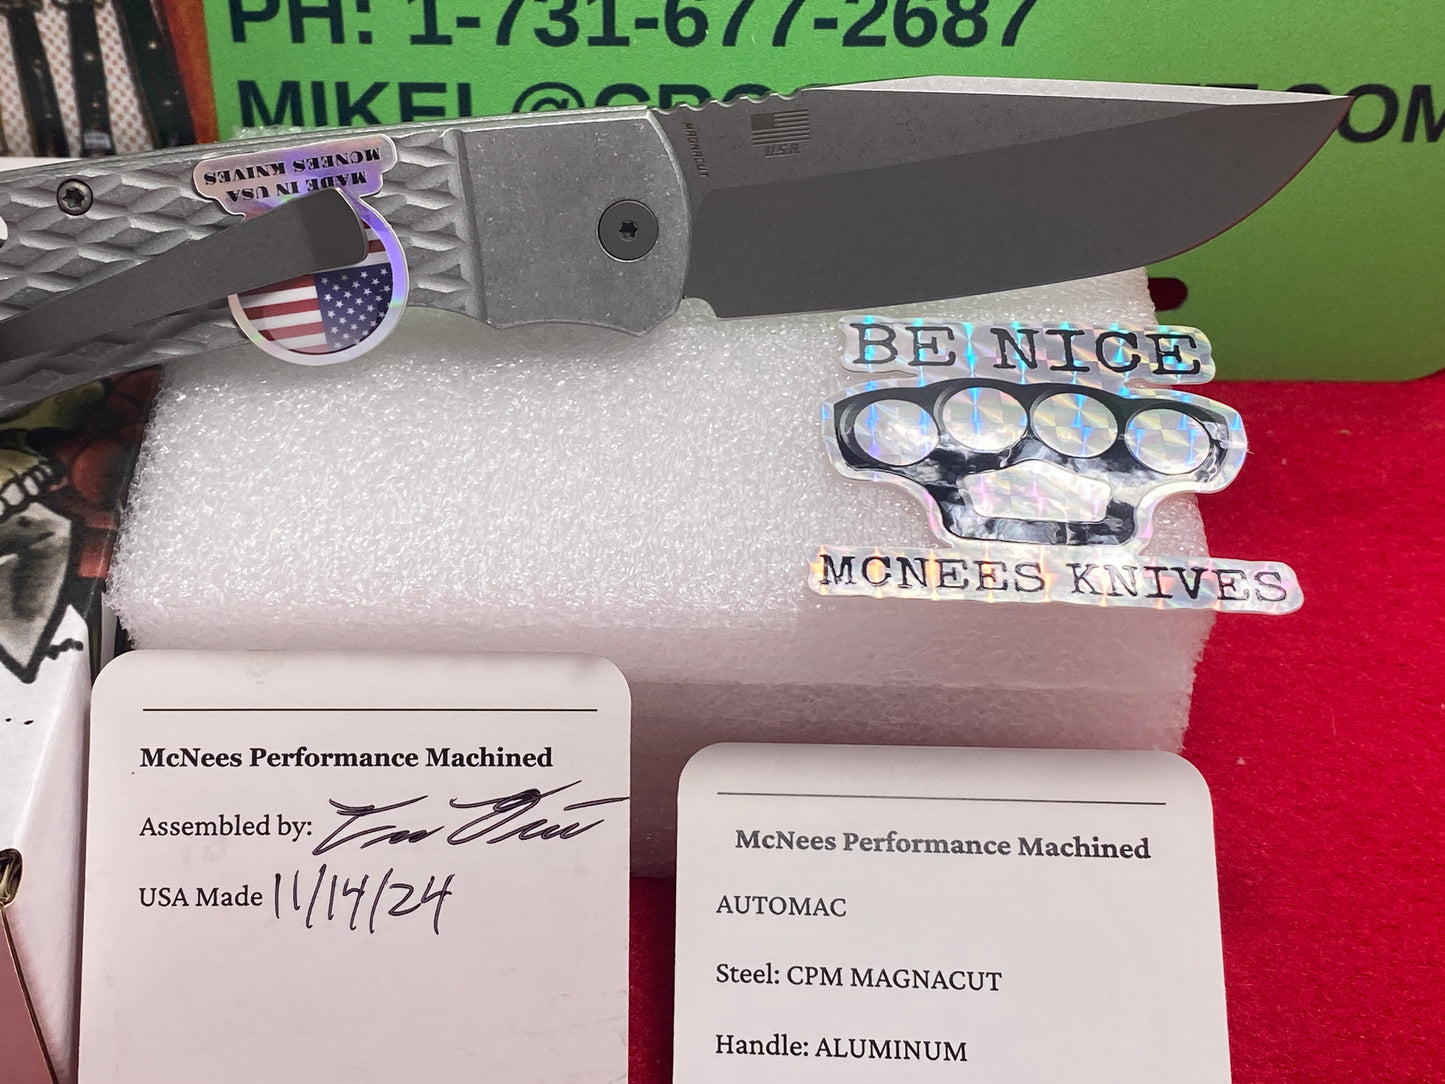 PH: 1-731-677-2687
MADE IN USA
MCNEES KNIVES
MAGNACUT
U.S.A.
BE NICE
MCNEES KNIVES
McNees Performance Machined
Assembled by:
USA Made 11/14/24
McNees Performance Machined
AUTOMAC
Steel: CPM MAGNACUT
Handle: ALUMINUM